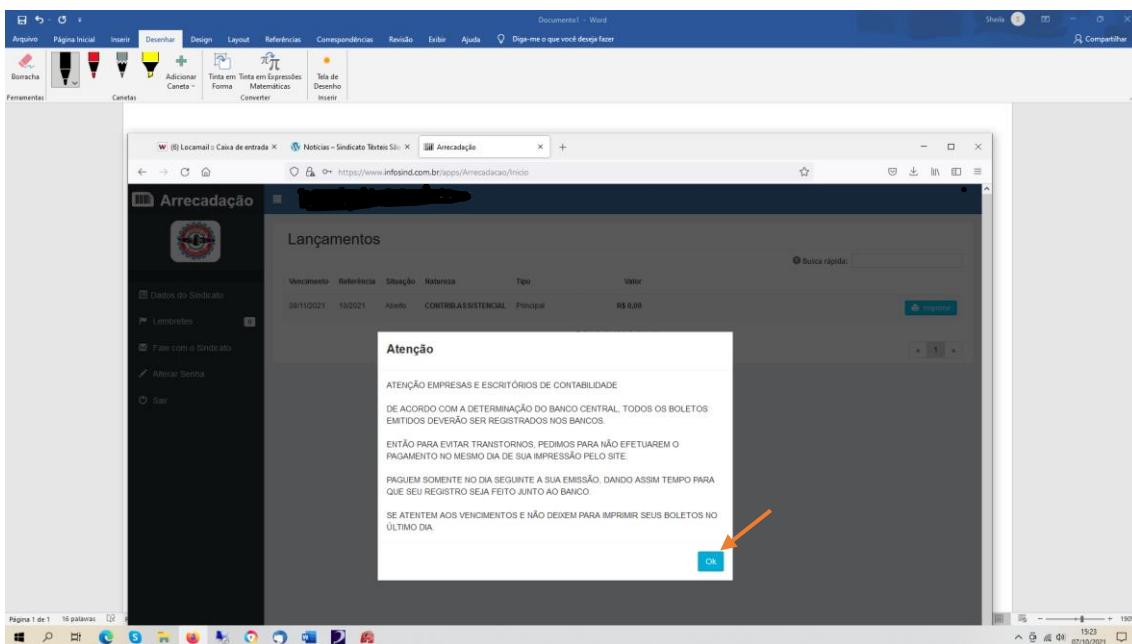 Documento1 - Word
Sheila
Arquivo Página Inicial Inserir Desenhar Design Layout Referências Correspondências Revisão Exibir Ajuda Diga-me o que você deseja fazer
Compartilhar
Borracha
Adicionar Caneta
Tinta em Forma
Tinta em Expressões Matemáticas
Tela de Desenho
Ferramentas Canetas Converter Inserir
(6) Locamail :: Caixa de entrada
Notícias – Sindicato Têxteis São
Arrecadação
https://www.infosind.com.br/apps/Arrecadacao/Inicio
Arrecadação
Lançamentos
Busca rápida:
Vencimento Referência Situação Natureza Tipo Valor
10/2021 Aberto CONTRIB.ASSISTENCIAL Principal R$ 0,00
Imprimir
« 1 »
Dados do Sindicato
Lembretes 0
Fale com o Sindicato
Alterar Senha
Sair
Atenção
ATENÇÃO EMPRESAS E ESCRITÓRIOS DE CONTABILIDADE
DE ACORDO COM A DETERMINAÇÃO DO BANCO CENTRAL, TODOS OS BOLETOS
EMITIDOS DEVERÃO SER REGISTRADOS NOS BANCOS.
ENTÃO PARA EVITAR TRANSTORNOS, PEDIMOS PARA NÃO EFETUAREM O
PAGAMENTO NO MESMO DIA DE SUA IMPRESSÃO PELO SITE.
PAGUEM SOMENTE NO DIA SEGUINTE A SUA EMISSÃO, DANDO ASSIM TEMPO PARA
QUE SEU REGISTRO SEJA FEITO JUNTO AO BANCO.
SE ATENTEM AOS VENCIMENTOS E NÃO DEIXEM PARA IMPRIMIR SEUS BOLETOS NO
ÚLTIMO DIA.
Ok
Página 1 de 1 16 palavras
15:23
07/10/2021